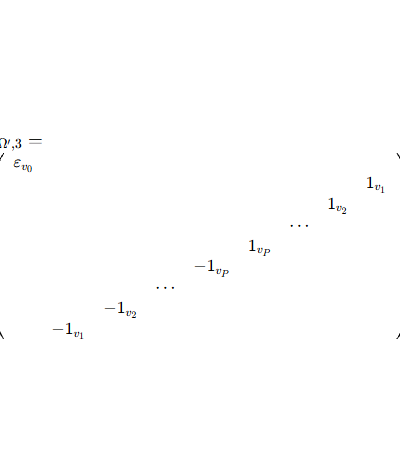 Ω′,3 =
ε_{v_0}
1_{v_1}
1_{v_2}
⋯
1_{v_P}
−1_{v_P}
⋯
−1_{v_2}
−1_{v_1}